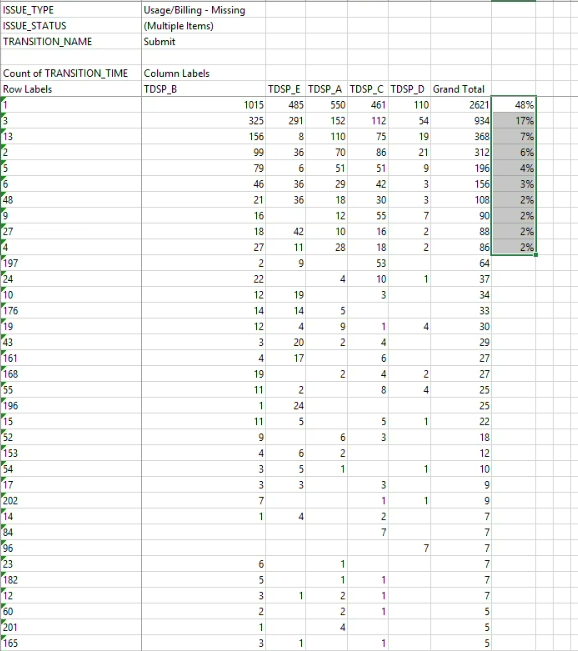 ISSUE_TYPE Usage/Billing - Missing
ISSUE_STATUS (Multiple Items)
TRANSITION_NAME Submit
Count of TRANSITION_TIME Column Labels
Row Labels TDSP_B TDSP_E TDSP_A TDSP_C TDSP_D Grand Total
1 1015 485 550 461 110 2621 48%
3 325 291 152 112 54 934 17%
13 156 8 110 75 19 368 7%
2 99 36 70 86 21 312 6%
5 79 6 51 51 9 196 4%
6 46 36 29 42 3 156 3%
48 21 36 18 30 3 108 2%
9 16 12 55 7 90 2%
27 18 42 10 16 2 88 2%
4 27 11 28 18 2 86 2%
197 2 9 53 64
24 22 4 10 1 37
10 12 19 3 34
176 14 14 5 33
19 12 4 9 1 4 30
43 3 20 2 4 29
161 4 17 6 27
168 19 2 4 2 27
55 11 2 8 4 25
196 1 24 25
15 11 5 5 1 22
52 9 6 3 18
153 4 6 2 12
54 3 5 1 1 10
17 3 3 3 9
202 7 1 1 9
14 1 4 2 7
84 7 7
96 7 7
23 6 1 7
182 5 1 1 7
12 3 1 2 1 7
60 2 2 1 5
201 1 4 5
165 3 1 1 5